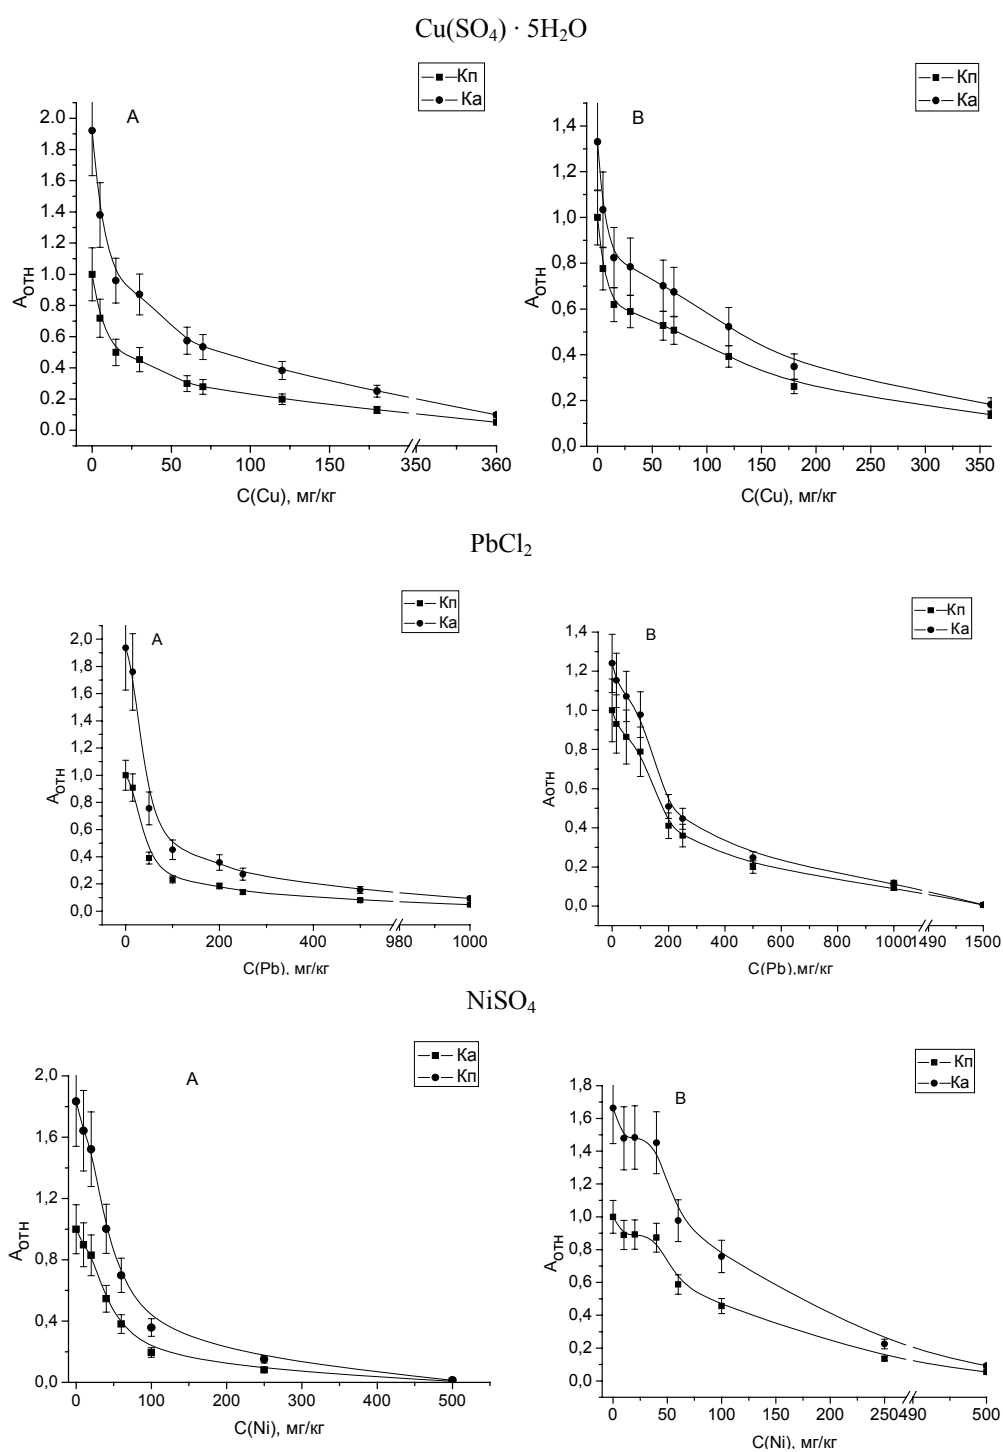 Cu(SO₄) · 5H₂O
Кп
Ка
A
2.0
1.8
1.6
1.4
1.2
1.0
0.8
0.6
0.4
0.2
0.0
Aотн
0 50 100 150 350 360
C(Cu), мг/кг
Кп
Ка
B
1,4
1,2
1,0
0,8
0,6
0,4
0,2
0,0
Aотн
0 50 100 150 200 250 300 350
C(Cu), мг/кг
PbCl₂
Кп
Ка
A
2,0
1,8
1,6
1,4
1,2
1,0
0,8
0,6
0,4
0,2
0,0
Aотн
0 200 400 980 1000
C(Pb), мг/кг
Кп
Ка
B
1,4
1,2
1,0
0,8
0,6
0,4
0,2
0,0
Aотн
0 200 400 600 800 10001490 1500
C(Pb),мг/кг
NiSO₄
Ка
Кп
A
2,0
1,6
1,2
0,8
0,4
0,0
Aотн
0 100 200 300 400 500
C(Ni), мг/кг
Кп
Ка
B
1,8
1,6
1,4
1,2
1,0
0,8
0,6
0,4
0,2
0,0
Aотн
0 50 100 150 200 250490 500
C(Ni), мг/кг